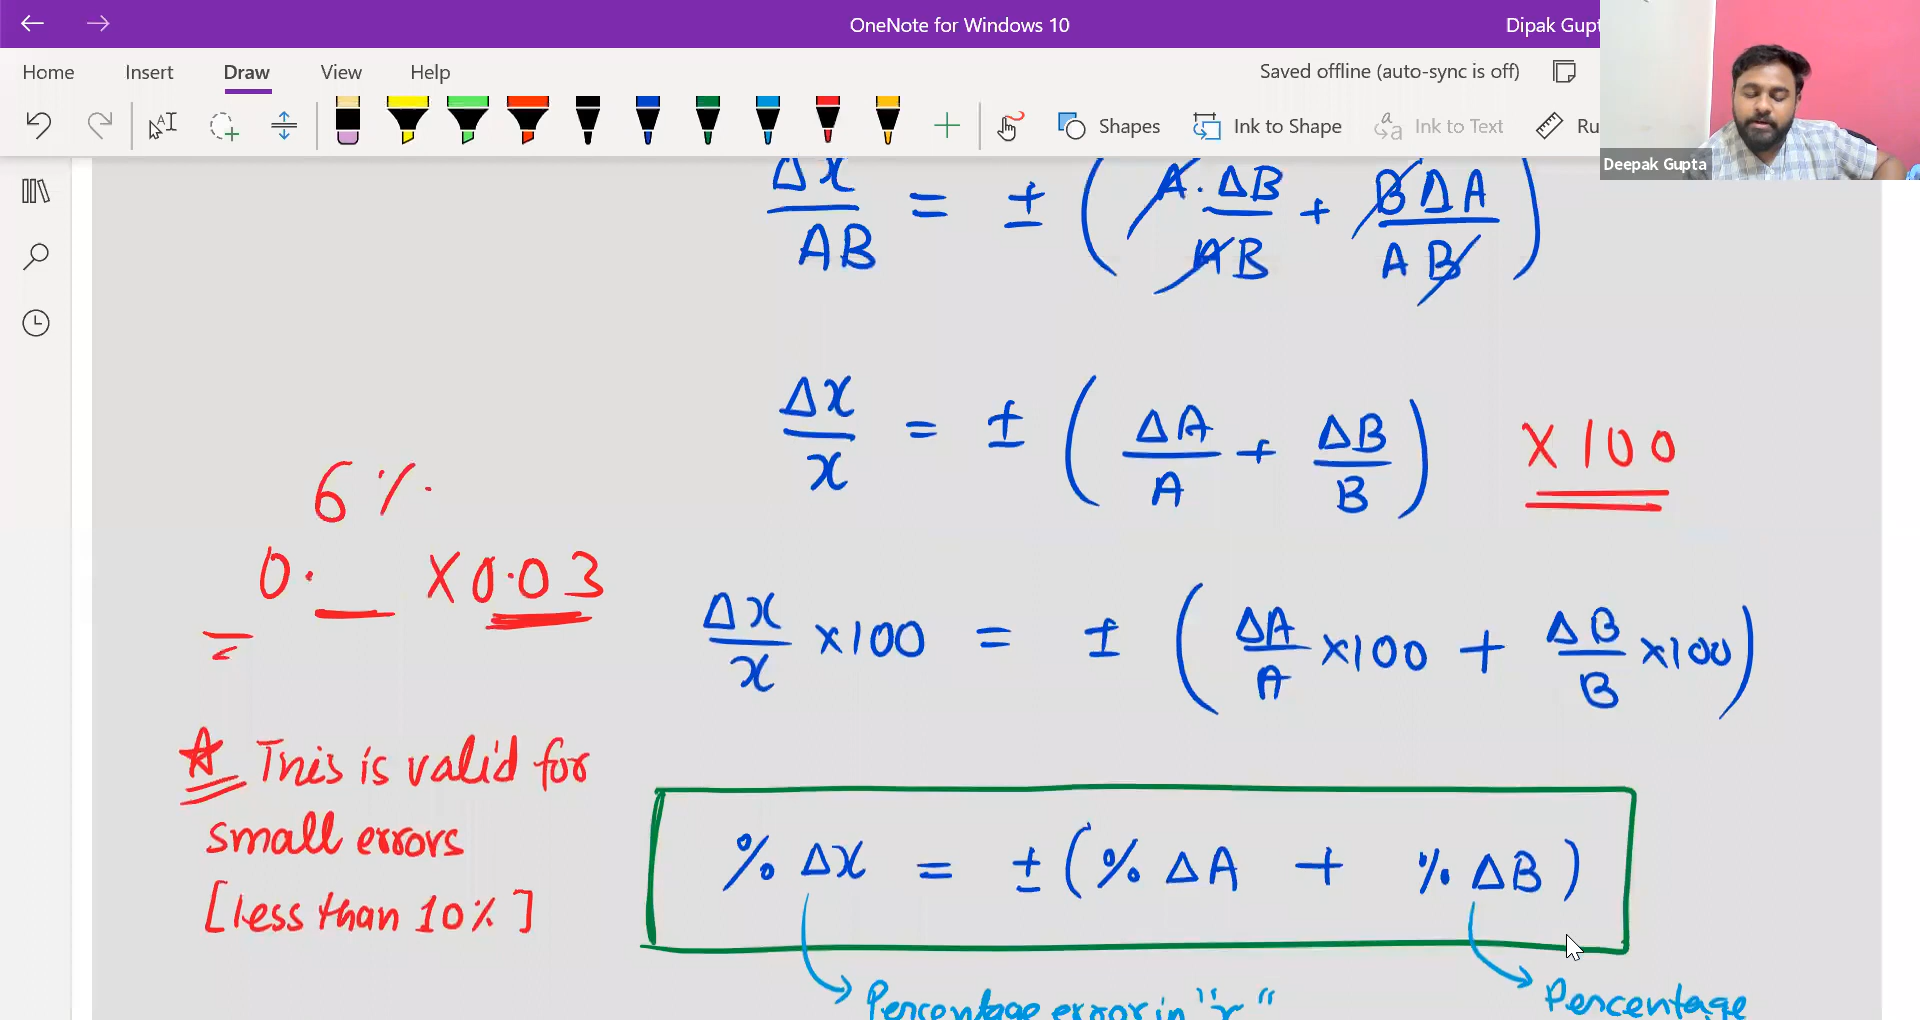 OneNote for Windows 10
Dipak Gupt
Home Insert Draw View Help
Saved offline (auto-sync is off)
Shapes Ink to Shape Ink to Text Ru
Deepak Gupta
Δx/AB = ± (A.ΔB/AB + BΔA/AB)
Δx/x = ± (ΔA/A + ΔB/B) X100
6%
0. X0.03
Δx/x ×100 = ± (ΔA/A ×100 + ΔB/B ×100)
This is valid for
small errors
[less than 10%]
% Δx = ± (% ΔA + % ΔB)
Percentage error in "x"
Percentage